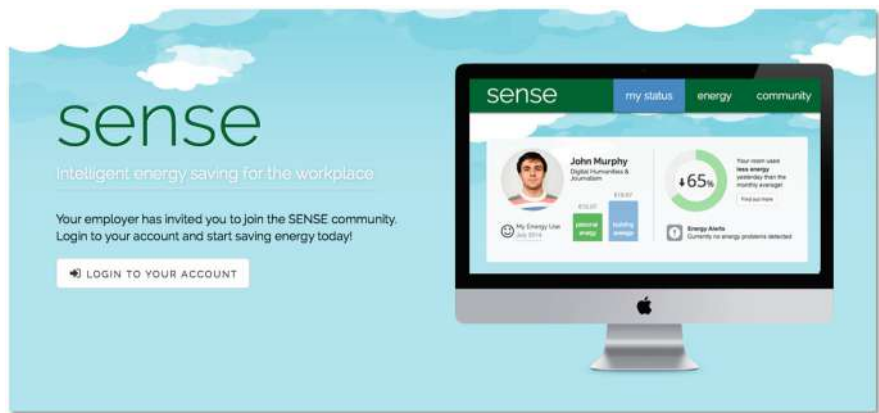 sense
Intelligent energy saving for the workplace
Your employer has invited you to join the SENSE community.
Login to your account and start saving energy today!
LOGIN TO YOUR ACCOUNT
sense
my status
energy
community
John Murphy
Digital Humanities &
Journalism
My Energy Use
July 2014
personal
energy
building
average
65%
Your room used
less energy
yesterday than the
monthly average!
Find out more
Energy Alerts
Currently no energy problems detected